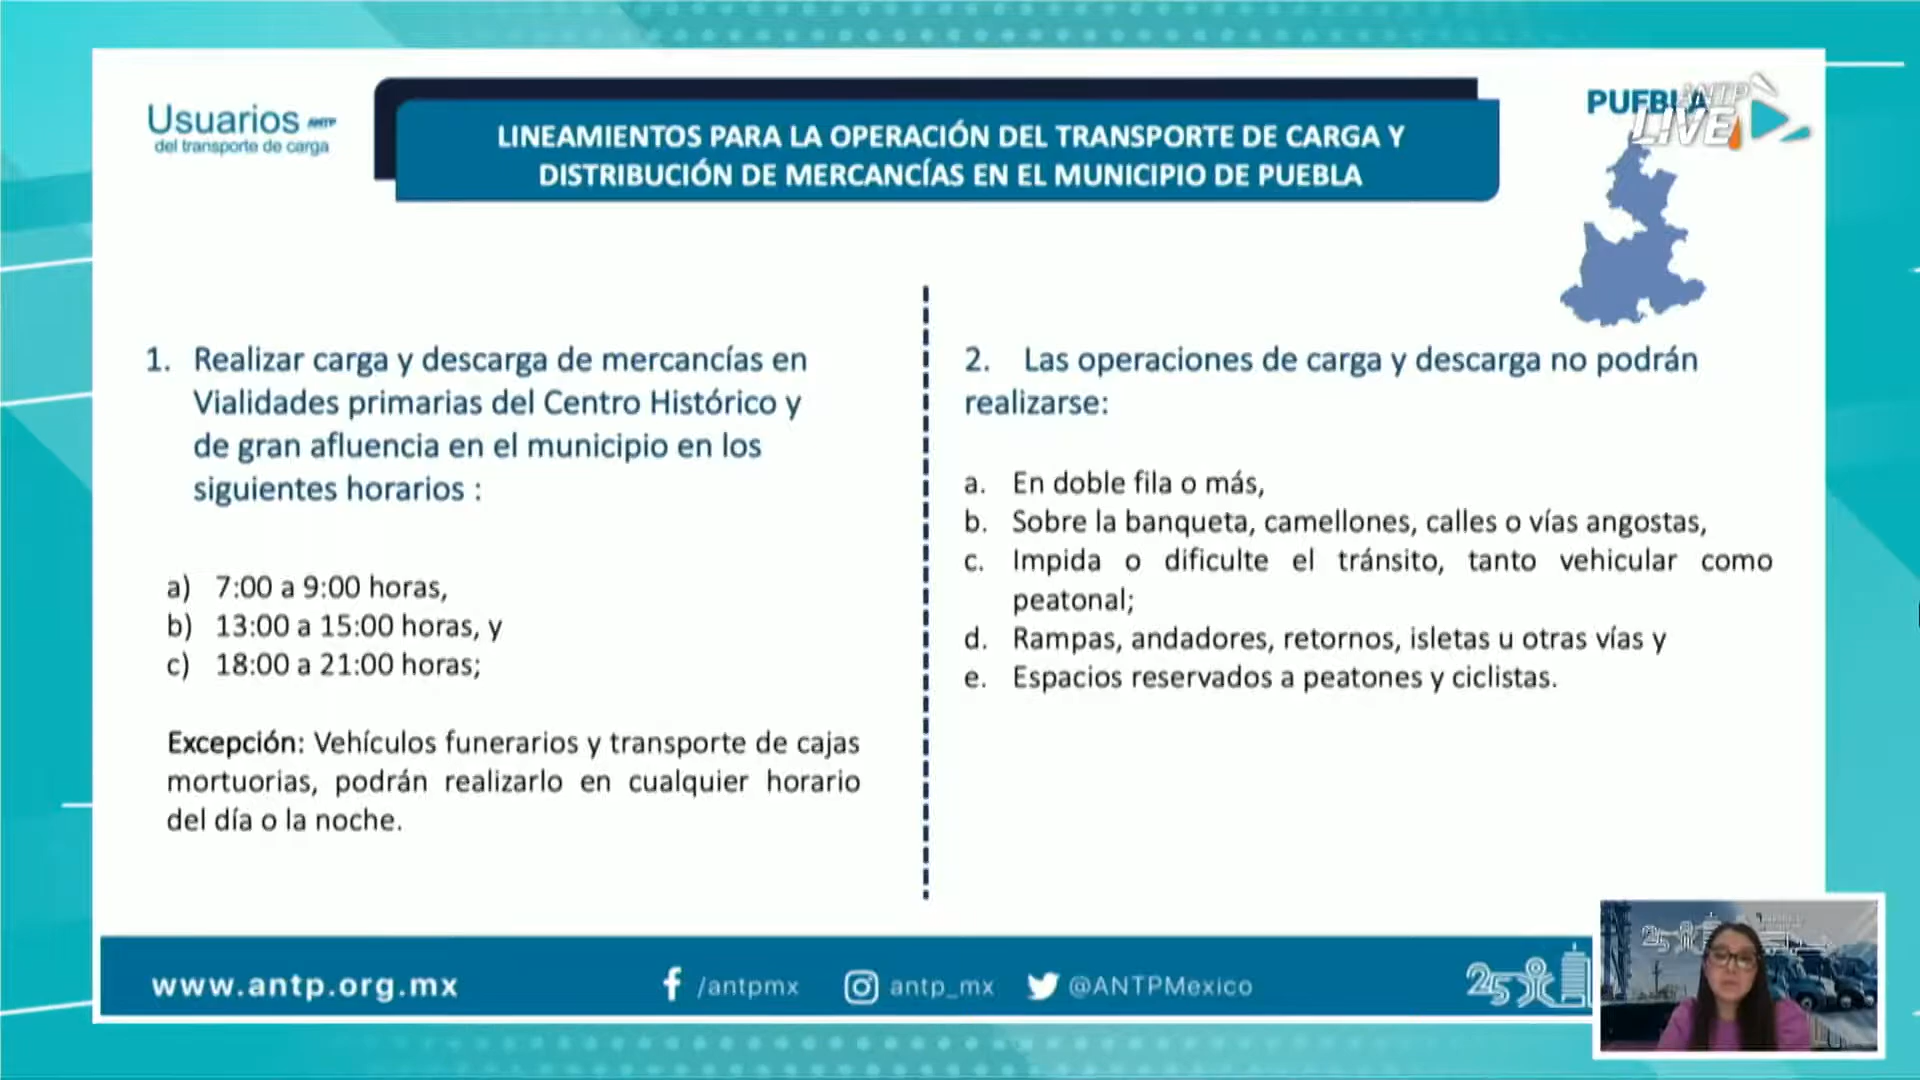 Usuarios ANTP
del transporte de carga
LINEAMIENTOS PARA LA OPERACIÓN DEL TRANSPORTE DE CARGA Y
DISTRIBUCIÓN DE MERCANCÍAS EN EL MUNICIPIO DE PUEBLA
PUEBLA
ANTP
LIVE
1. Realizar carga y descarga de mercancías en
Vialidades primarias del Centro Histórico y
de gran afluencia en el municipio en los
siguientes horarios :
a) 7:00 a 9:00 horas,
b) 13:00 a 15:00 horas, y
c) 18:00 a 21:00 horas;
Excepción: Vehículos funerarios y transporte de cajas
mortuorias, podrán realizarlo en cualquier horario
del día o la noche.
2. Las operaciones de carga y descarga no podrán
realizarse:
a. En doble fila o más,
b. Sobre la banqueta, camellones, calles o vías angostas,
c. Impida o dificulte el tránsito, tanto vehicular como
peatonal;
d. Rampas, andadores, retornos, isletas u otras vías y
e. Espacios reservados a peatones y ciclistas.
www.antp.org.mx
/antpmx
antp_mx
@ANTPMexico
25
25